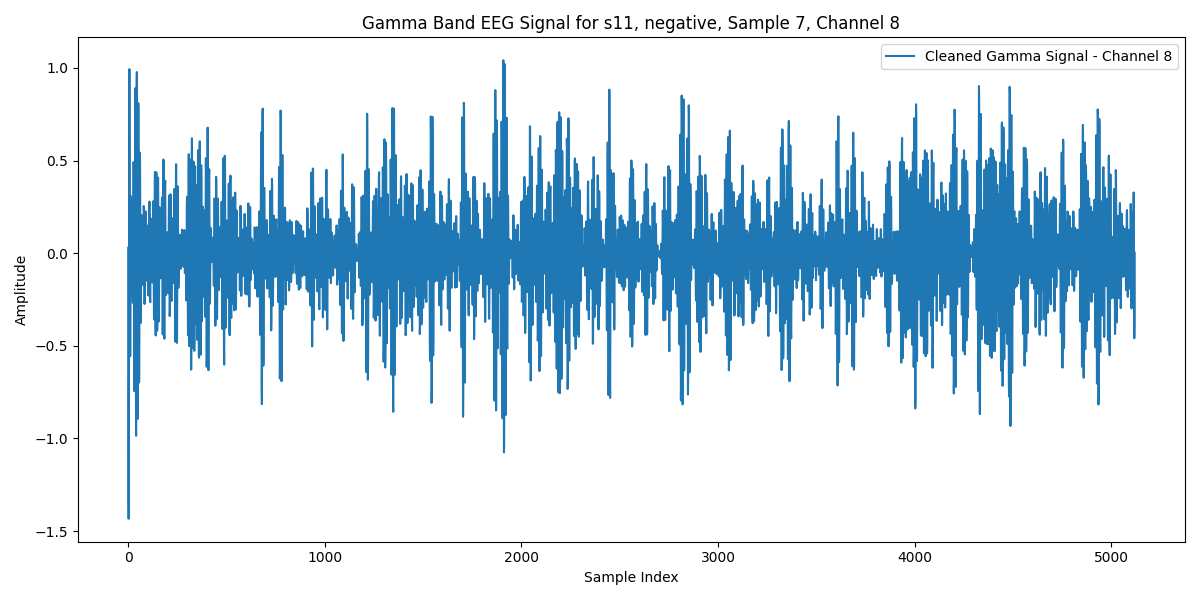 Gamma Band EEG Signal for s11, negative, Sample 7, Channel 8
Cleaned Gamma Signal - Channel 8
1.0
0.5
0.0
−0.5
−1.0
−1.5
Amplitude
0 1000 2000 3000 4000 5000
Sample Index